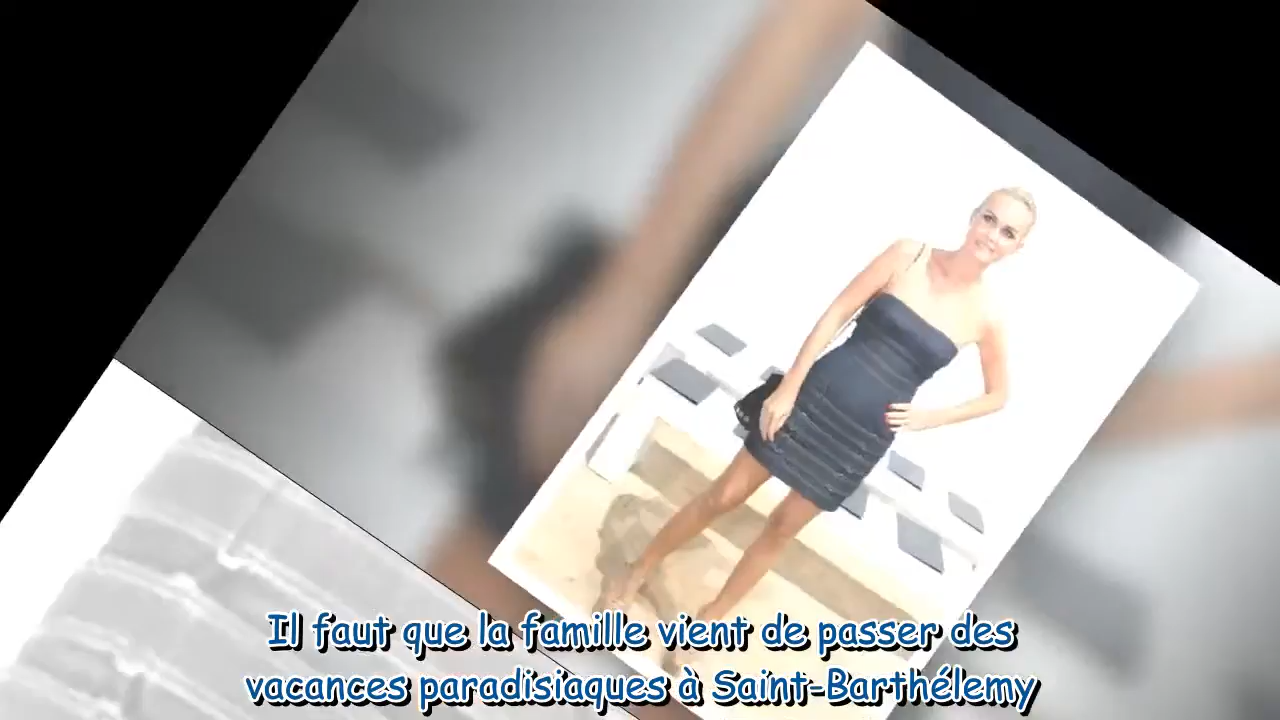 Il faut que la famille vient de passer des
vacances paradisiaques à Saint-Barthélemy